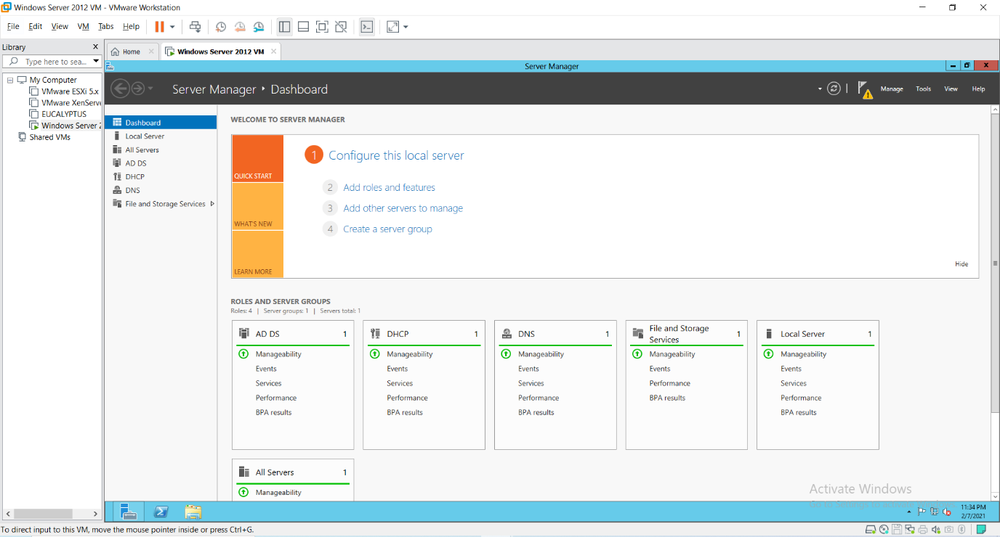 Windows Server 2012 VM - VMware Workstation
File Edit View VM Tabs Help
Library
Type here to sea...
My Computer
VMware ESXi 5.x
VMware XenServe
EUCALYPTUS
Windows Server 2
Shared VMs
Home
Windows Server 2012 VM
Server Manager
Server Manager Dashboard
Manage Tools View Help
Dashboard
Local Server
All Servers
AD DS
DHCP
DNS
File and Storage Services
WELCOME TO SERVER MANAGER
QUICK START
WHAT'S NEW
LEARN MORE
1 Configure this local server
2 Add roles and features
3 Add other servers to manage
4 Create a server group
Hide
ROLES AND SERVER GROUPS
Roles: 4 | Server groups: 1 | Servers total: 1
AD DS 1
Manageability
Events
Services
Performance
BPA results
DHCP 1
Manageability
Events
Services
Performance
BPA results
DNS 1
Manageability
Events
Services
Performance
BPA results
File and Storage
Services 1
Manageability
Events
Performance
BPA results
Local Server 1
Manageability
Events
Services
Performance
BPA results
All Servers 1
Manageability
Activate Windows
11:34 PM
2/7/2021
To direct input to this VM, move the mouse pointer inside or press Ctrl+G.